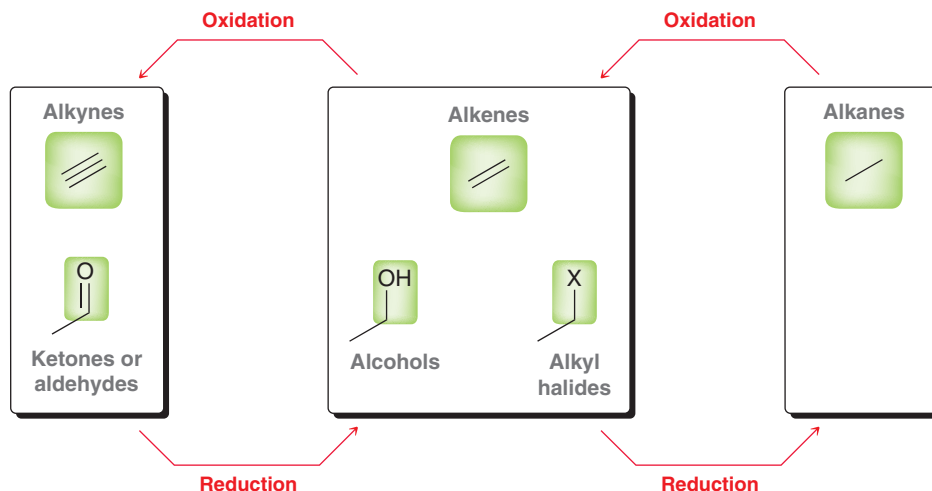 Oxidation
Oxidation
Alkynes
Alkenes
Alkanes
O
OH
X
Ketones or
aldehydes
Alcohols
Alkyl
halides
Reduction
Reduction